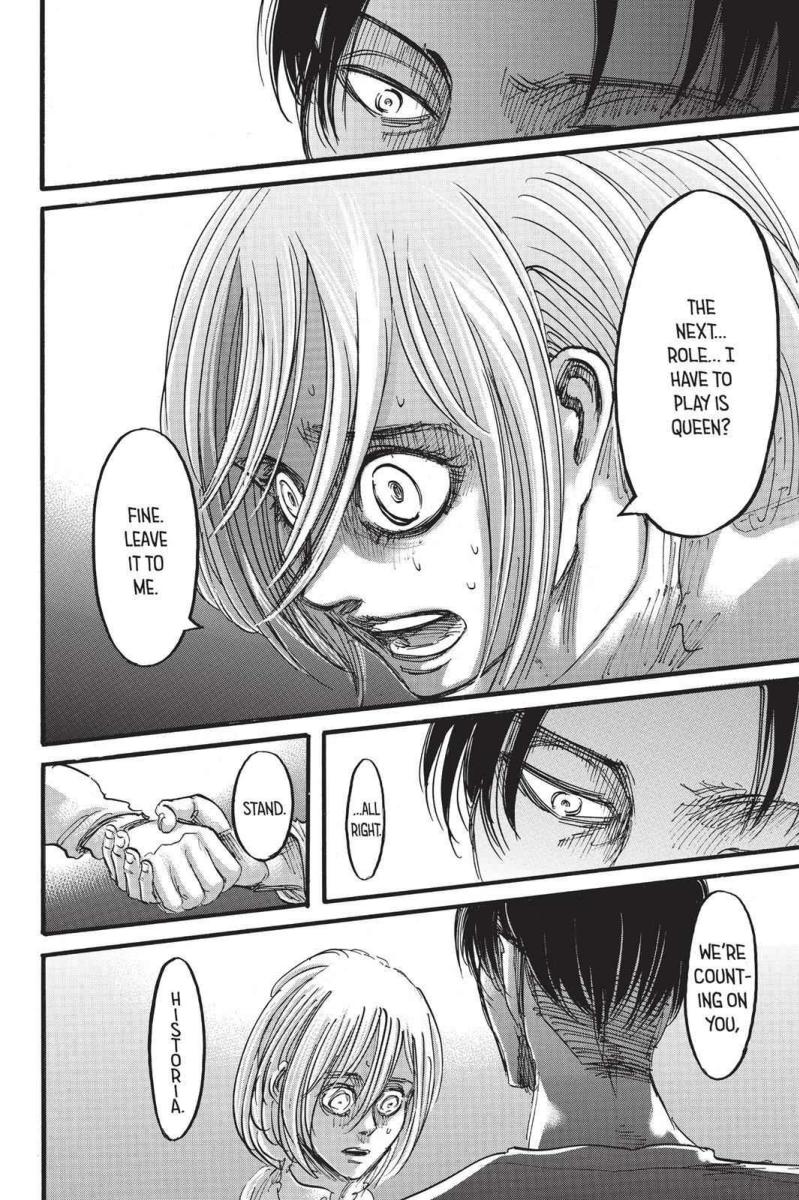 THE
NEXT...
ROLE... I
HAVE TO
PLAY IS
QUEEN?
FINE.
LEAVE
IT TO
ME.
...ALL
RIGHT.
STAND.
WE'RE
COUNT-
ING ON
YOU,
HISTORIA.